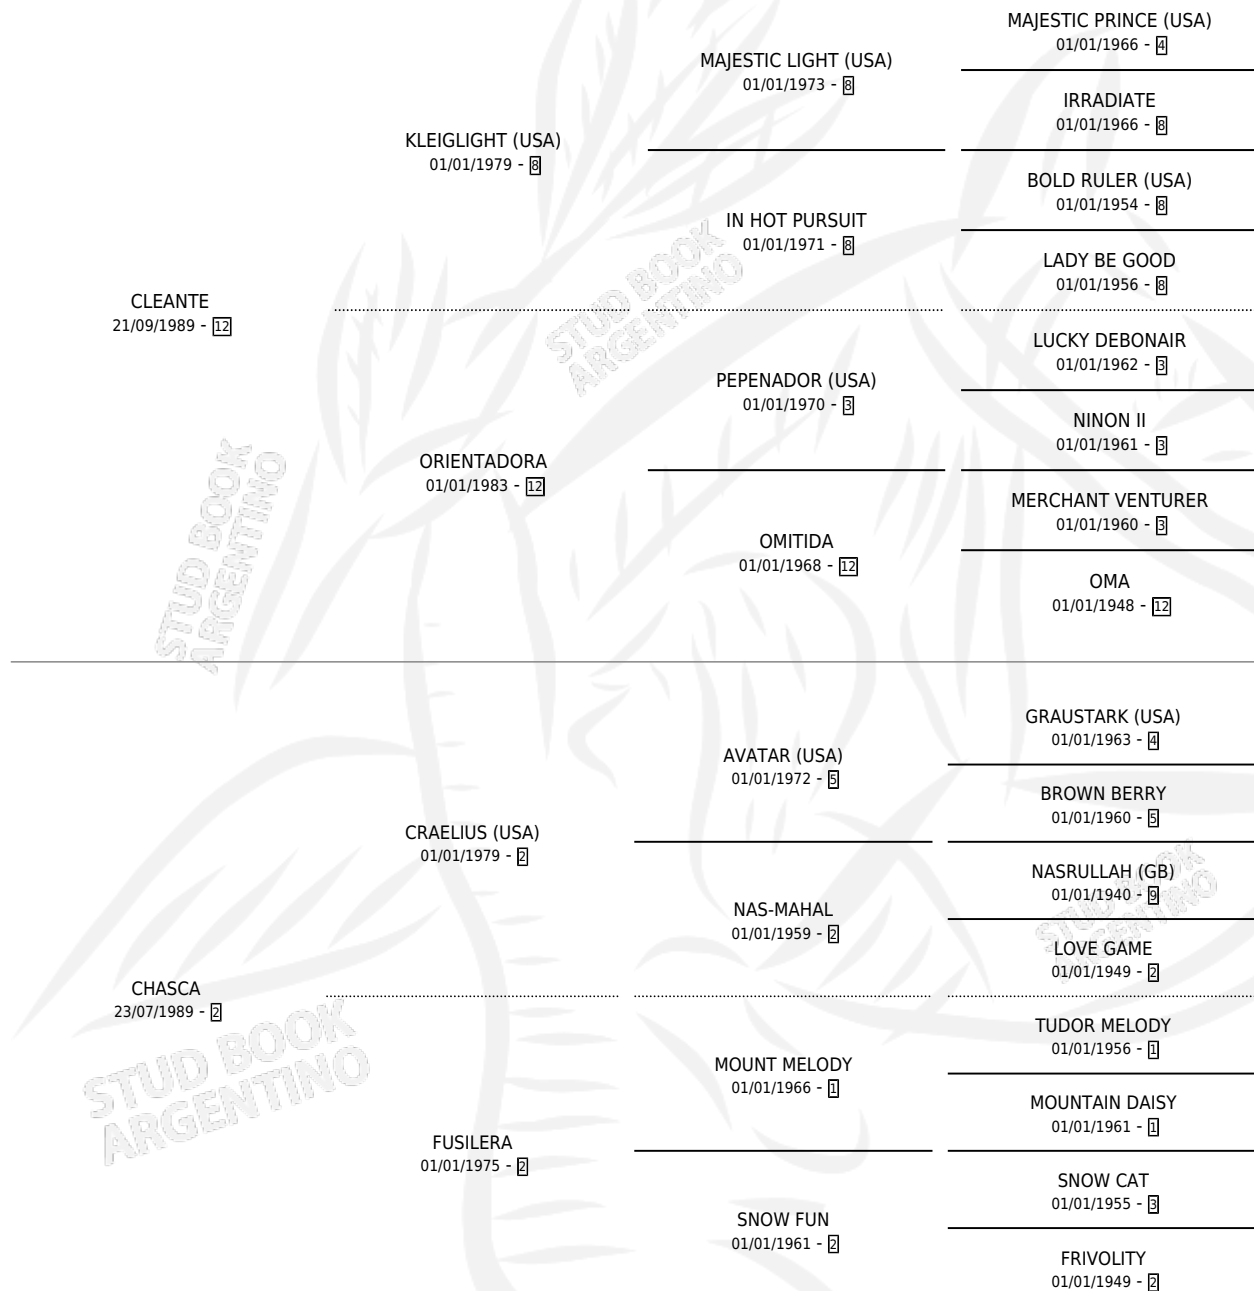 MAJESTIC PRINCE (USA)
01/01/1966 - 4
MAJESTIC LIGHT (USA)
01/01/1973 - 8
IRRADIATE
01/01/1966 - 8
KLEIGLIGHT (USA)
01/01/1979 - 8
BOLD RULER (USA)
01/01/1954 - 8
IN HOT PURSUIT
01/01/1971 - 8
LADY BE GOOD
01/01/1956 - 8
CLEANTE
21/09/1989 - 12
LUCKY DEBONAIR
01/01/1962 - 3
PEPENADOR (USA)
01/01/1970 - 3
NINON II
01/01/1961 - 3
ORIENTADORA
01/01/1983 - 12
MERCHANT VENTURER
01/01/1960 - 3
OMITIDA
01/01/1968 - 12
OMA
01/01/1948 - 12
GRAUSTARK (USA)
01/01/1963 - 4
AVATAR (USA)
01/01/1972 - 5
BROWN BERRY
01/01/1960 - 5
CRAELIUS (USA)
01/01/1979 - 2
NASRULLAH (GB)
01/01/1940 - 9
NAS-MAHAL
01/01/1959 - 2
LOVE GAME
01/01/1949 - 2
CHASCA
23/07/1989 - 2
TUDOR MELODY
01/01/1956 - 1
MOUNT MELODY
01/01/1966 - 1
MOUNTAIN DAISY
01/01/1961 - 1
FUSILERA
01/01/1975 - 2
SNOW CAT
01/01/1955 - 3
SNOW FUN
01/01/1961 - 2
FRIVOLITY
01/01/1949 - 2
STUD BOOK
ARGENTINO
STUD BOOK
ARGENTINO
STUD BOOK
ARGENTINO
STUD BOOK
ARGENTINO